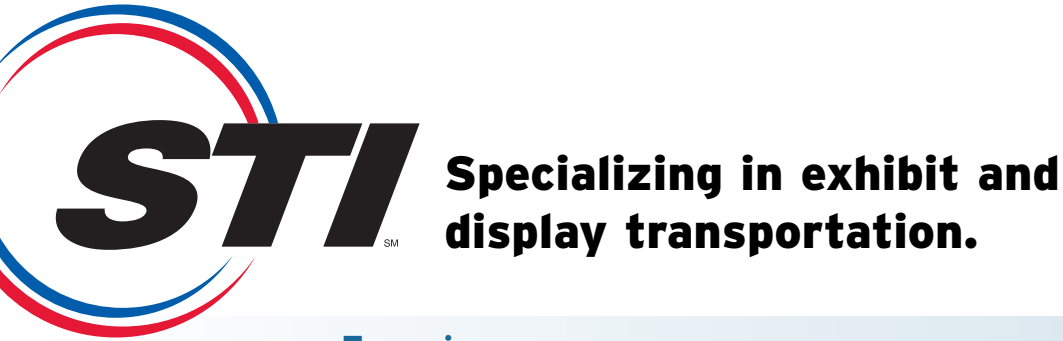 STI
SM
Specializing in exhibit and
display transportation.